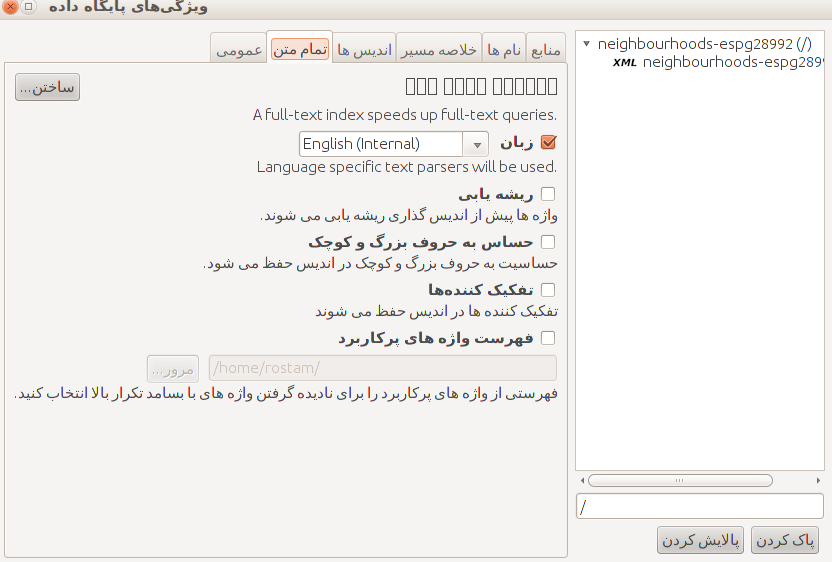 ویژگی‌های پایگاه داده
منابع
نام ها
خلاصه مسیر
اندیس ها
تمام متن
عمومی
ساختن...
A full-text index speeds up full-text queries.
زبان
English (Internal)
Language specific text parsers will be used.
ریشه یابی
واژه ها پیش از اندیس گذاری ریشه یابی می شوند.
حساس به حروف بزرگ و کوچک
حساسیت به حروف بزرگ و کوچک در اندیس حفظ می شود.
تفکیک کننده‌ها
تفکیک کننده ها در اندیس حفظ می شوند
فهرست واژه های پرکاربرد
/home/rostam/
مرور...
فهرستی از واژه های پرکاربرد را برای نادیده گرفتن واژه های با بسامد تکرار بالا انتخاب کنید.
neighbourhoods-espg28992 (/)
XML neighbourhoods-espg2899
/
پاک کردن
پالایش کردن